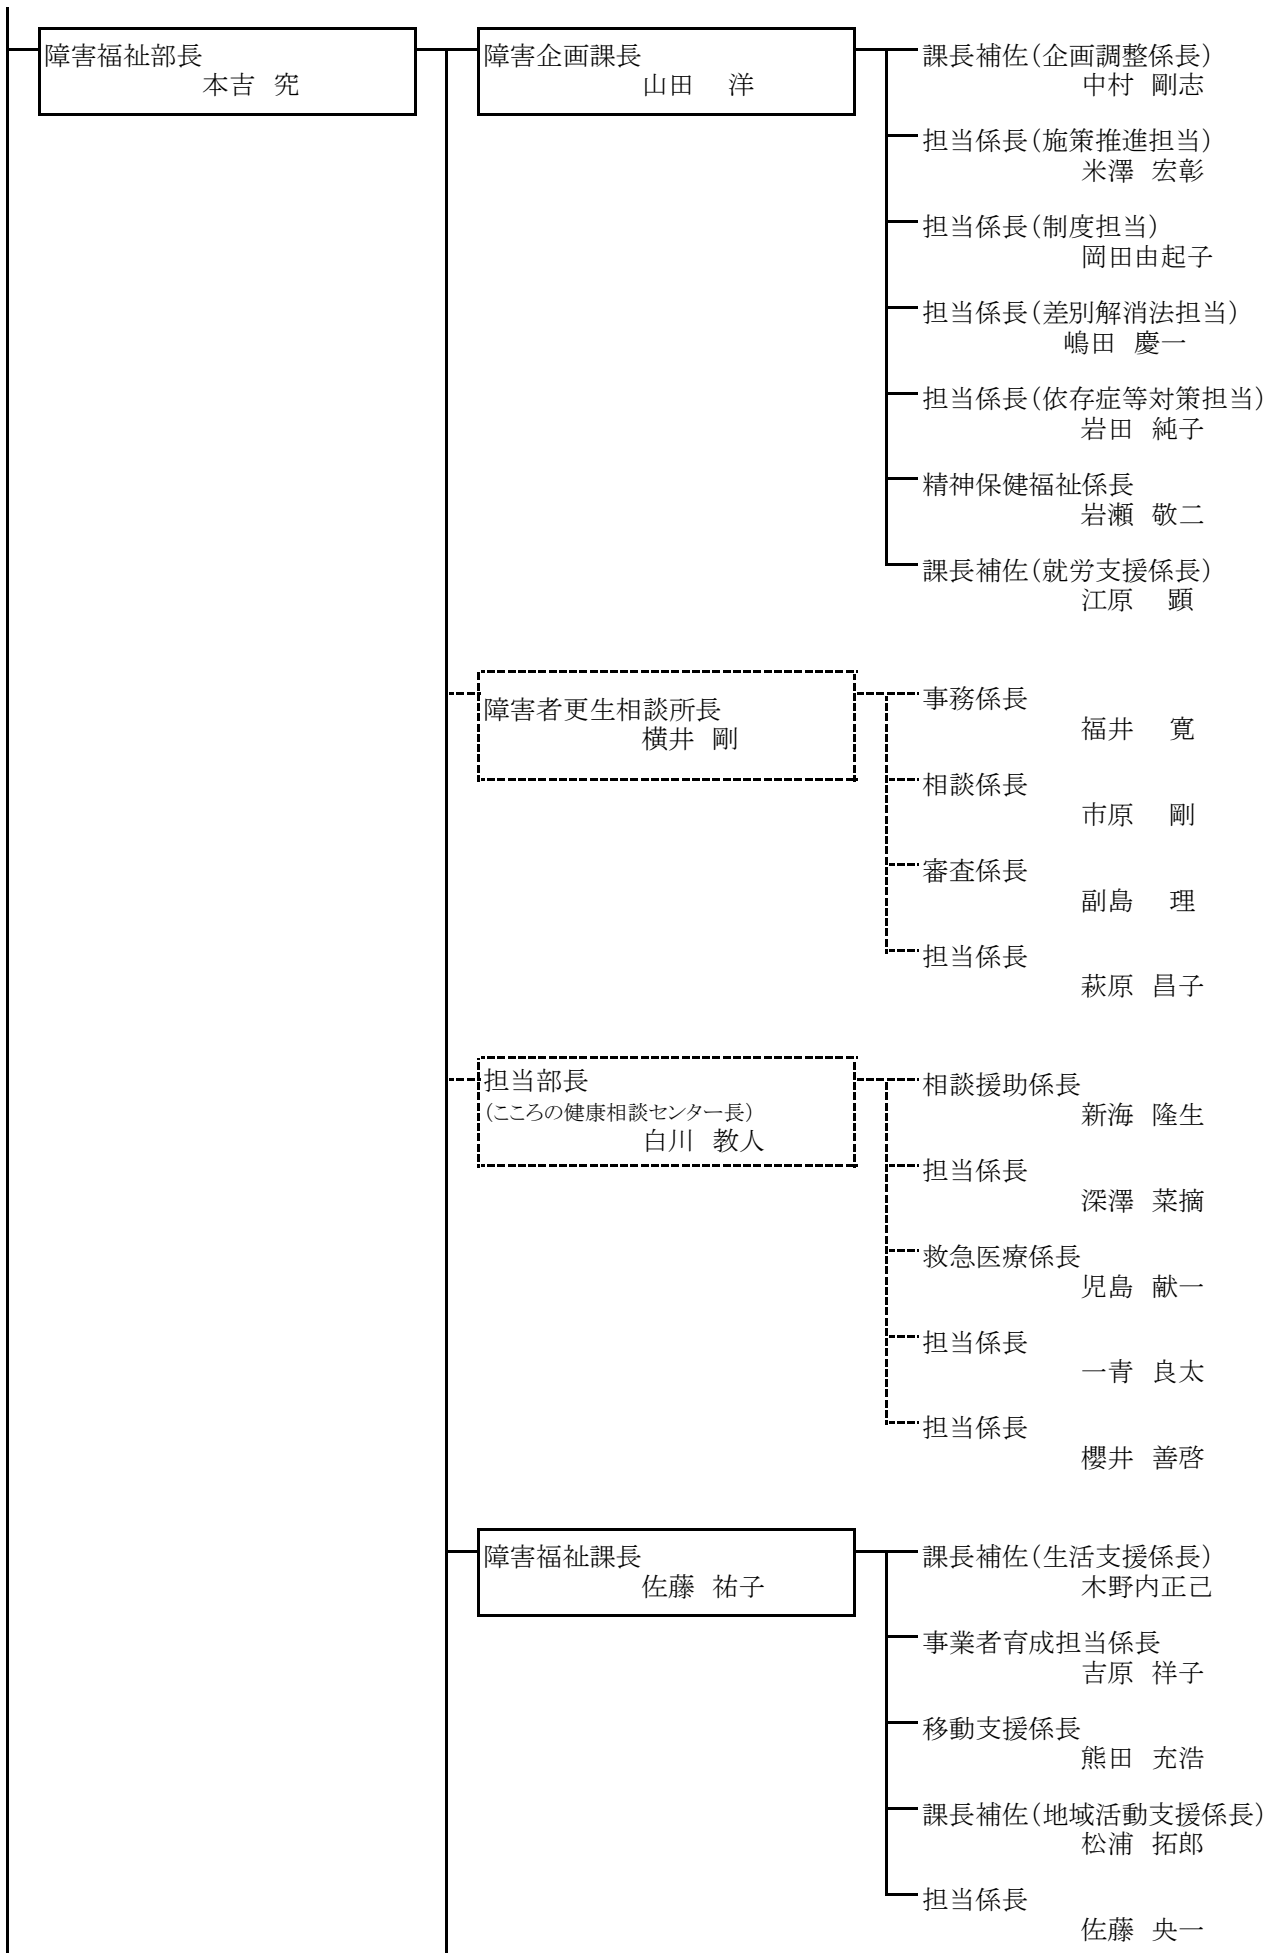 障害福祉部長
本吉 究
障害企画課長
山田 洋
課長補佐(企画調整係長)
中村 剛志
担当係長(施策推進担当)
米澤 宏彰
担当係長(制度担当)
岡田由起子
担当係長(差別解消法担当)
嶋田 慶一
担当係長(依存症等対策担当)
岩田 純子
精神保健福祉係長
岩瀬 敬二
課長補佐(就労支援係長)
江原 顕
障害者更生相談所長
横井 剛
事務係長
福井 寛
相談係長
市原 剛
審査係長
副島 理
担当係長
萩原 昌子
担当部長
(こころの健康相談センター長)
白川 教人
相談援助係長
新海 隆生
担当係長
深澤 菜摘
救急医療係長
児島 献一
担当係長
一青 良太
担当係長
櫻井 善啓
障害福祉課長
佐藤 祐子
課長補佐(生活支援係長)
木野内正己
事業者育成担当係長
吉原 祥子
移動支援係長
熊田 充浩
課長補佐(地域活動支援係長)
松浦 拓郎
担当係長
佐藤 央一